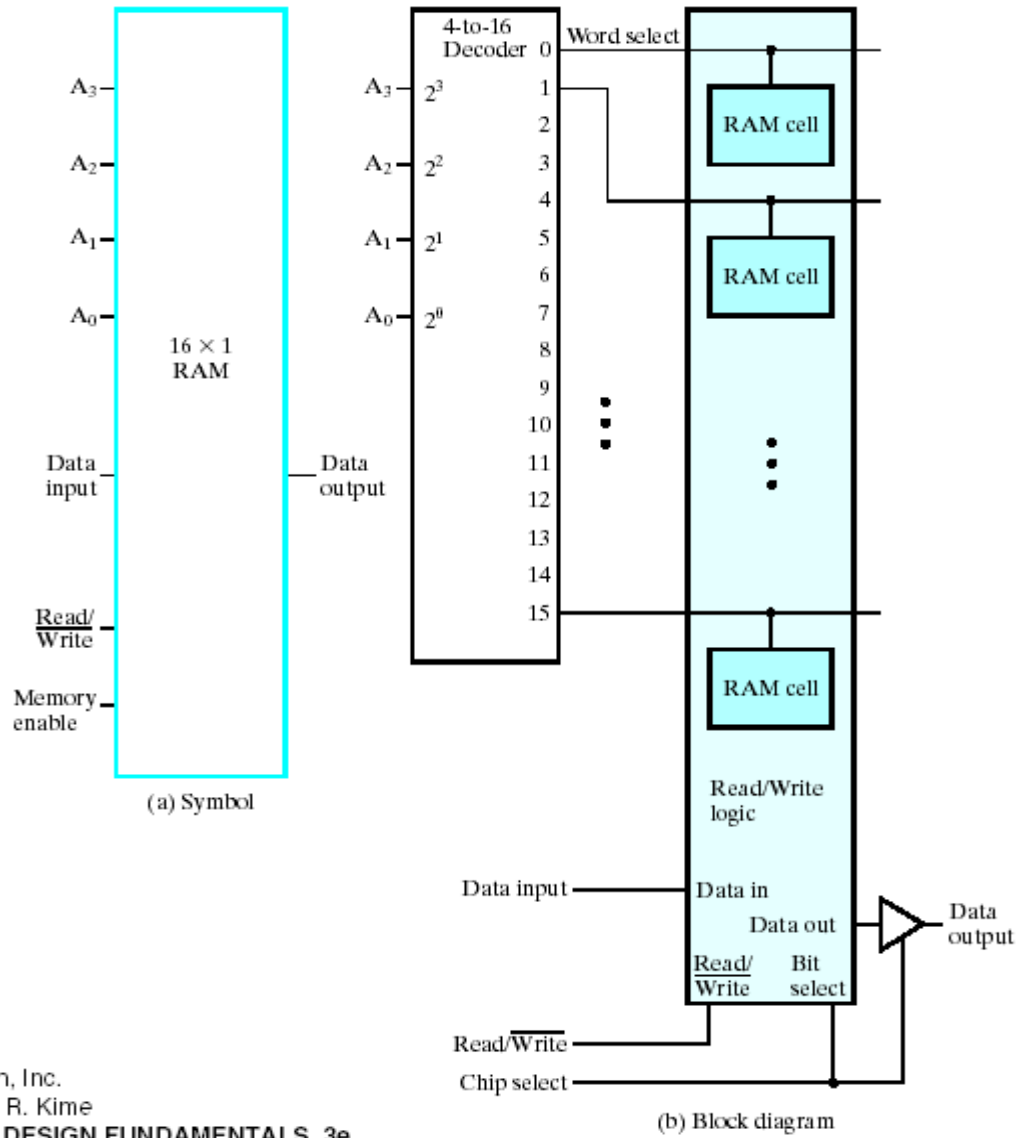 A3
A2
A1
A0
16 × 1
RAM
Data
input
Data
output
Read/
Write
Memory
enable
(a) Symbol
4-to-16
Decoder
A3
A2
A1
A0
2^3
2^2
2^1
2^0
0
1
2
3
4
5
6
7
8
9
10
11
12
13
14
15
Word select
RAM cell
RAM cell
RAM cell
Read/Write
logic
Data input
Data in
Data out
Data
output
Read/
Write
Bit
select
Read/Write
Chip select
(b) Block diagram
n, Inc.
R. Kime
DESIGN FUNDAMENTALS, 3e